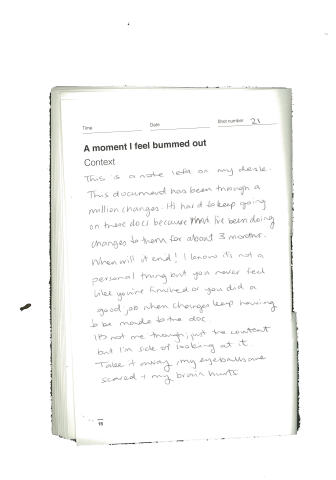 Time Date Shot number 21
A moment I feel bummed out
Context
This is a note left on my desk.
This document has been through a
million changes. It's hard to keep going
on these docs because I've been doing
changes to them for about 3 months.
When will it end! I know it's not a
personal thing but you never feel
like you're finished or you did a
good job when changes keep having
to be made to the doc
It's not me though, just the content
but I'm sick of looking at it
Take it away, my eyeballs are
scared + my brain hurts